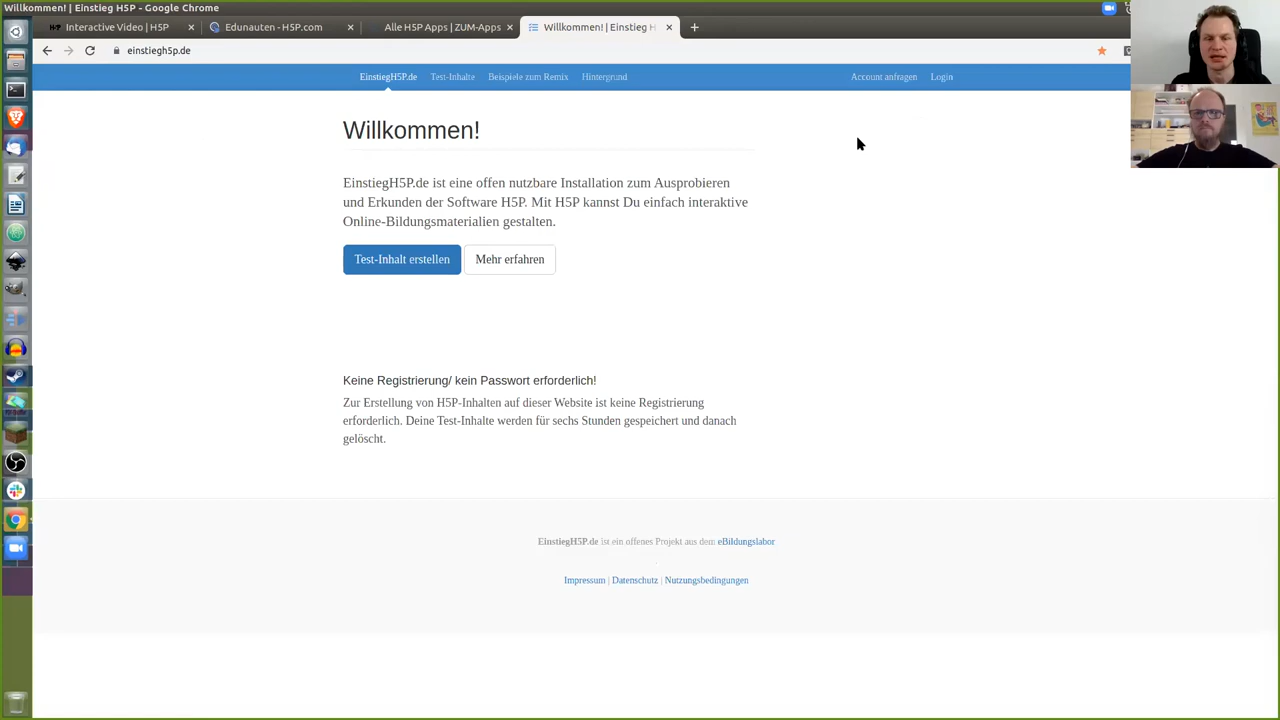 Willkommen! | Einstieg H5P - Google Chrome
Interactive Video | H5P
Edunauten - H5P.com
Alle H5P Apps | ZUM-Apps
Willkommen! | Einstieg H
einstiegh5p.de
EinstiegH5P.de Test-Inhalte Beispiele zum Remix Hintergrund Account anfragen Login
Willkommen!
EinstiegH5P.de ist eine offen nutzbare Installation zum Ausprobieren
und Erkunden der Software H5P. Mit H5P kannst Du einfach interaktive
Online-Bildungsmaterialien gestalten.
Test-Inhalt erstellen Mehr erfahren
Keine Registrierung/ kein Passwort erforderlich!
Zur Erstellung von H5P-Inhalten auf dieser Website ist keine Registrierung
erforderlich. Deine Test-Inhalte werden für sechs Stunden gespeichert und danach
gelöscht.
EinstiegH5P.de ist ein offenes Projekt aus dem eBildungslabor
.
Impressum | Datenschutz | Nutzungsbedingungen